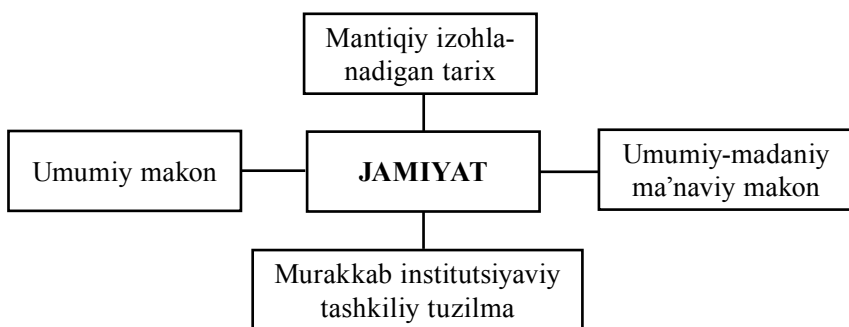 Mantiqiy izohla-
nadigan tarix
Umumiy makon
JAMIYAT
Umumiy-madaniy
ma’naviy makon
Murakkab institutsiyaviy
tashkiliy tuzilma